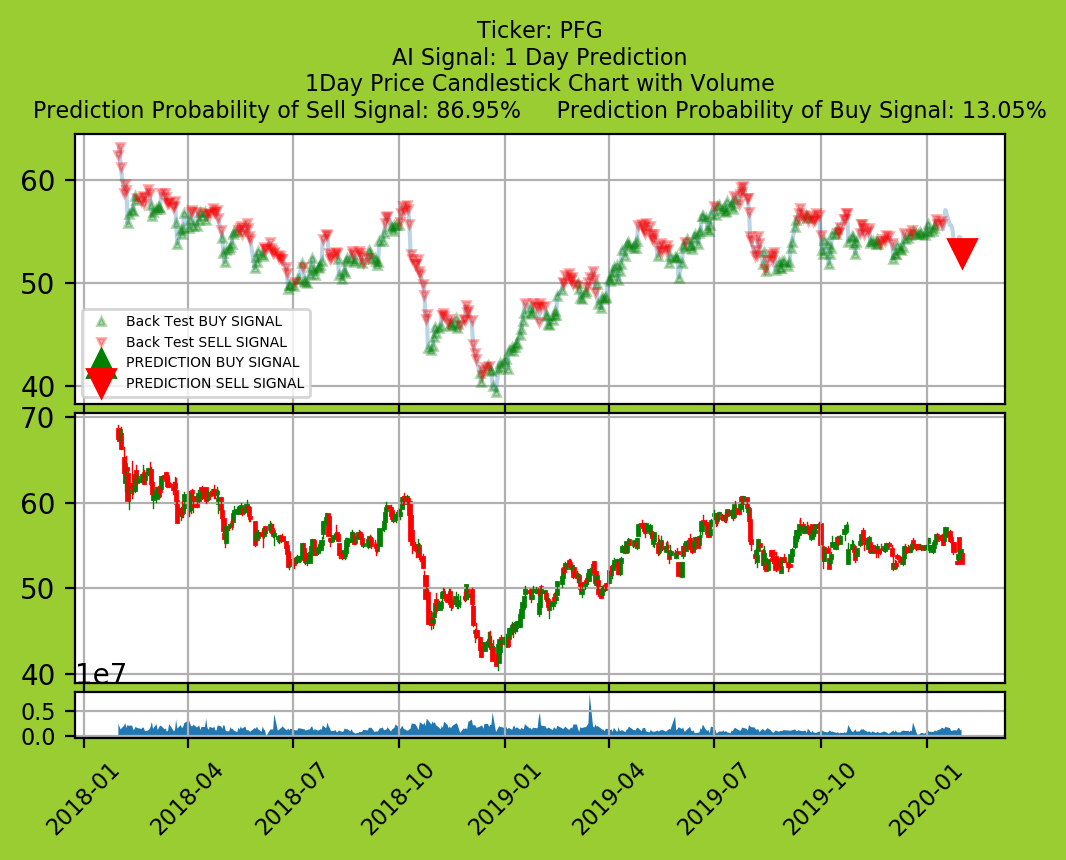 Ticker: PFG
AI Signal: 1 Day Prediction
1Day Price Candlestick Chart with Volume
Prediction Probability of Sell Signal: 86.95% Prediction Probability of Buy Signal: 13.05%
60
50
40
Back Test BUY SIGNAL
Back Test SELL SIGNAL
PREDICTION BUY SIGNAL
PREDICTION SELL SIGNAL
70
60
50
40
1e7
0.5
0.0
2018-01 2018-04 2018-07 2018-10 2019-01 2019-04 2019-07 2019-10 2020-01